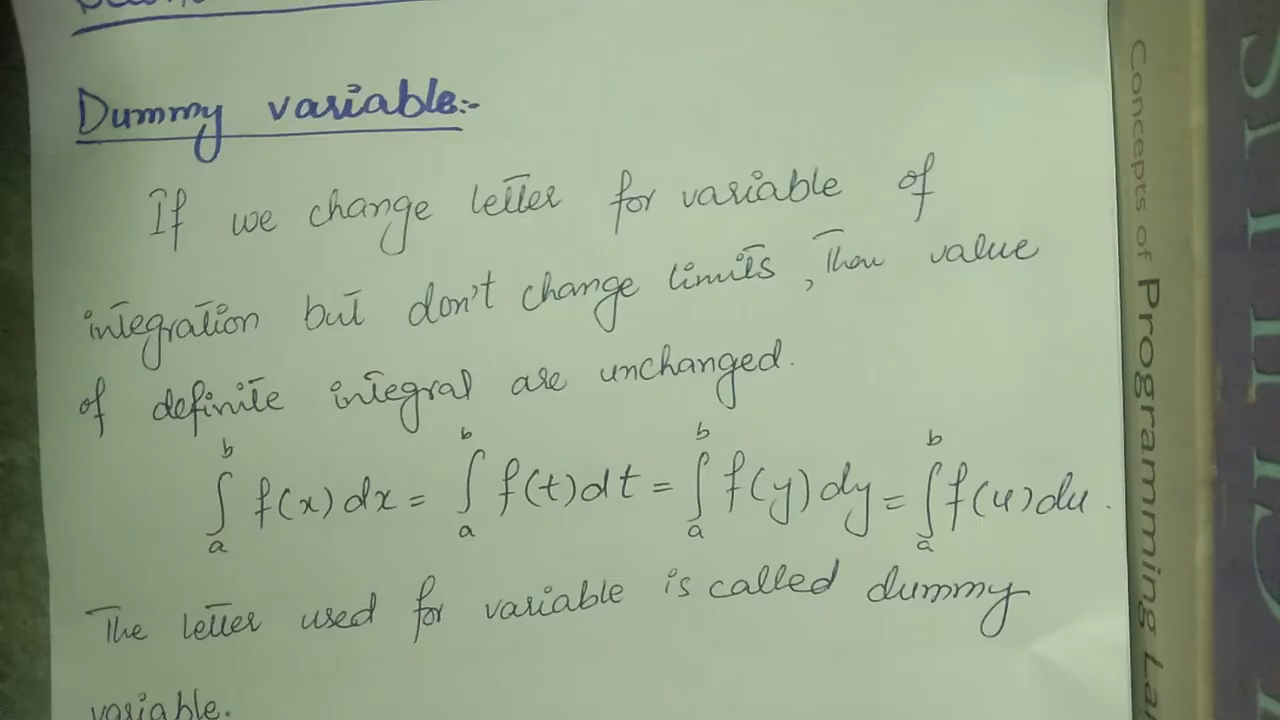 Dummy variable:-
If we change letter for variable of
integration but don't change limits, Then value
of definite integral are unchanged.
∫_a^b f(x) dx = ∫_a^b f(t) dt = ∫_a^b f(y) dy = ∫_a^b f(u) du.
The letter used for variable is called dummy
variable.
Concepts of Programming